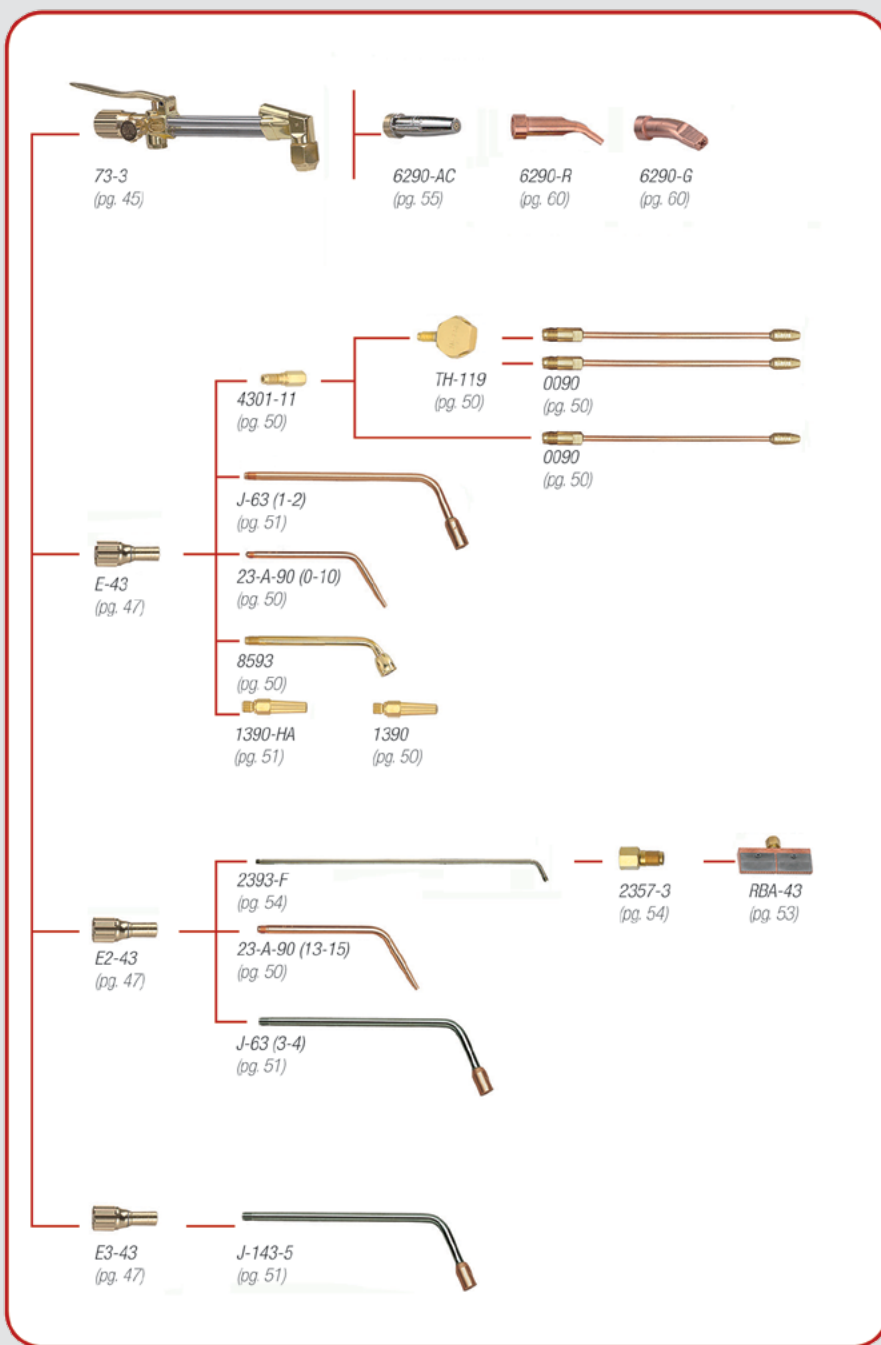 73-3
(pg. 45)
6290-AC
(pg. 55)
6290-R
(pg. 60)
6290-G
(pg. 60)
4301-11
(pg. 50)
TH-119
(pg. 50)
0090
(pg. 50)
0090
(pg. 50)
J-63 (1-2)
(pg. 51)
E-43
(pg. 47)
23-A-90 (0-10)
(pg. 50)
8593
(pg. 50)
1390-HA
(pg. 51)
1390
(pg. 50)
2393-F
(pg. 54)
2357-3
(pg. 54)
RBA-43
(pg. 53)
E2-43
(pg. 47)
23-A-90 (13-15)
(pg. 50)
J-63 (3-4)
(pg. 51)
E3-43
(pg. 47)
J-143-5
(pg. 51)